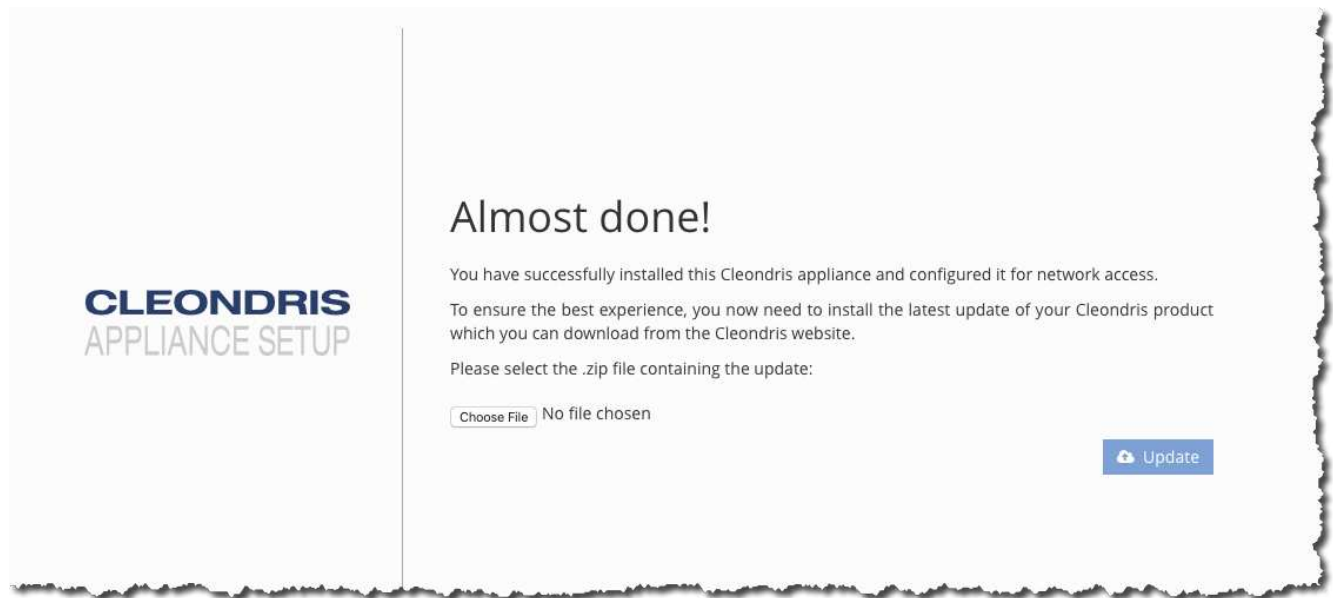 CLEONDRIS
APPLIANCE SETUP
Almost done!
You have successfully installed this Cleondris appliance and configured it for network access.
To ensure the best experience, you now need to install the latest update of your Cleondris product
which you can download from the Cleondris website.
Please select the .zip file containing the update:
Choose File No file chosen
Update